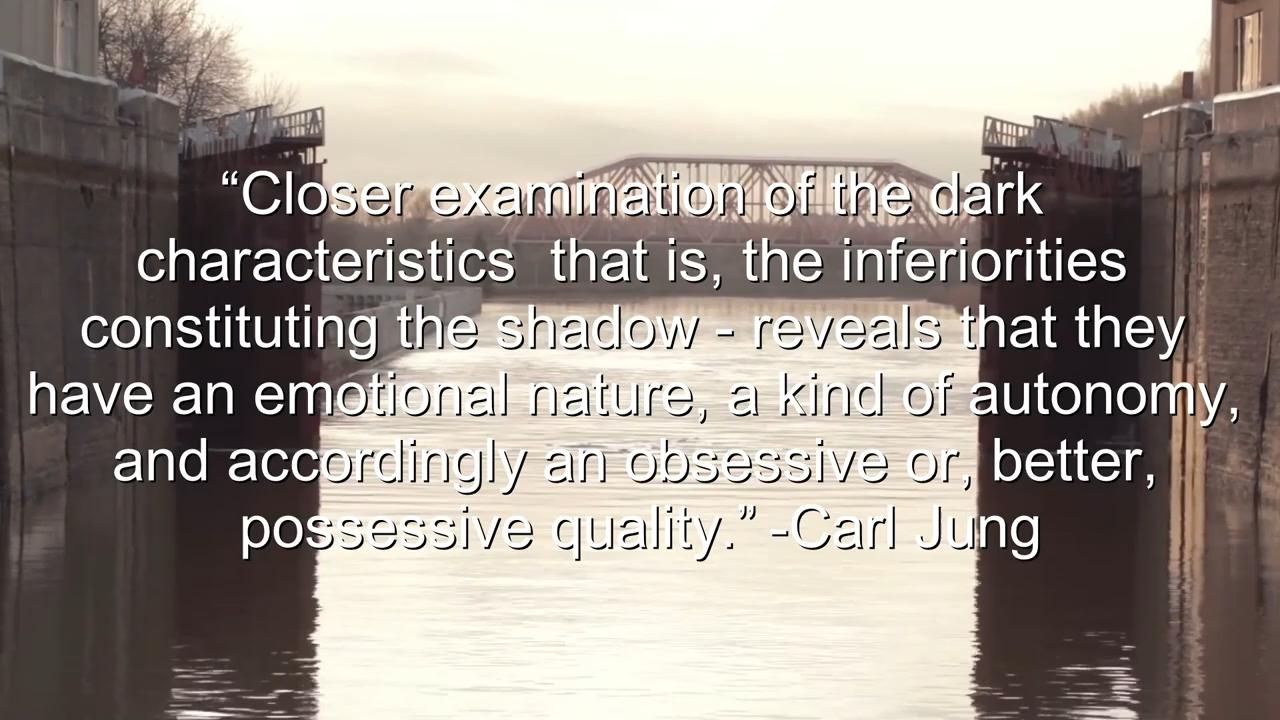 “Closer examination of the dark
characteristics  that is, the inferiorities
constituting the shadow - reveals that they
have an emotional nature, a kind of autonomy,
and accordingly an obsessive or, better,
possessive quality.” -Carl Jung